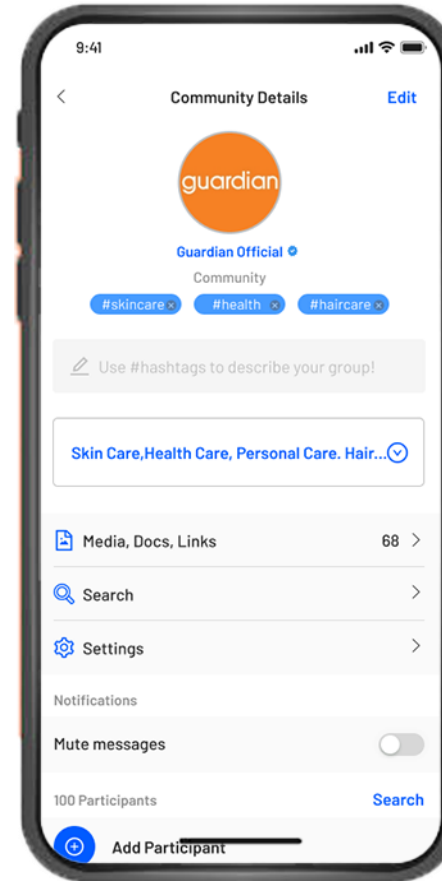 9:41
Community Details
Edit
guardian
Guardian Official
Community
#skincare #health #haircare
Use #hashtags to describe your group!
Skin Care,Health Care, Personal Care. Hair...
Media, Docs, Links 68
Search
Settings
Notifications
Mute messages
100 Participants Search
Add Participant